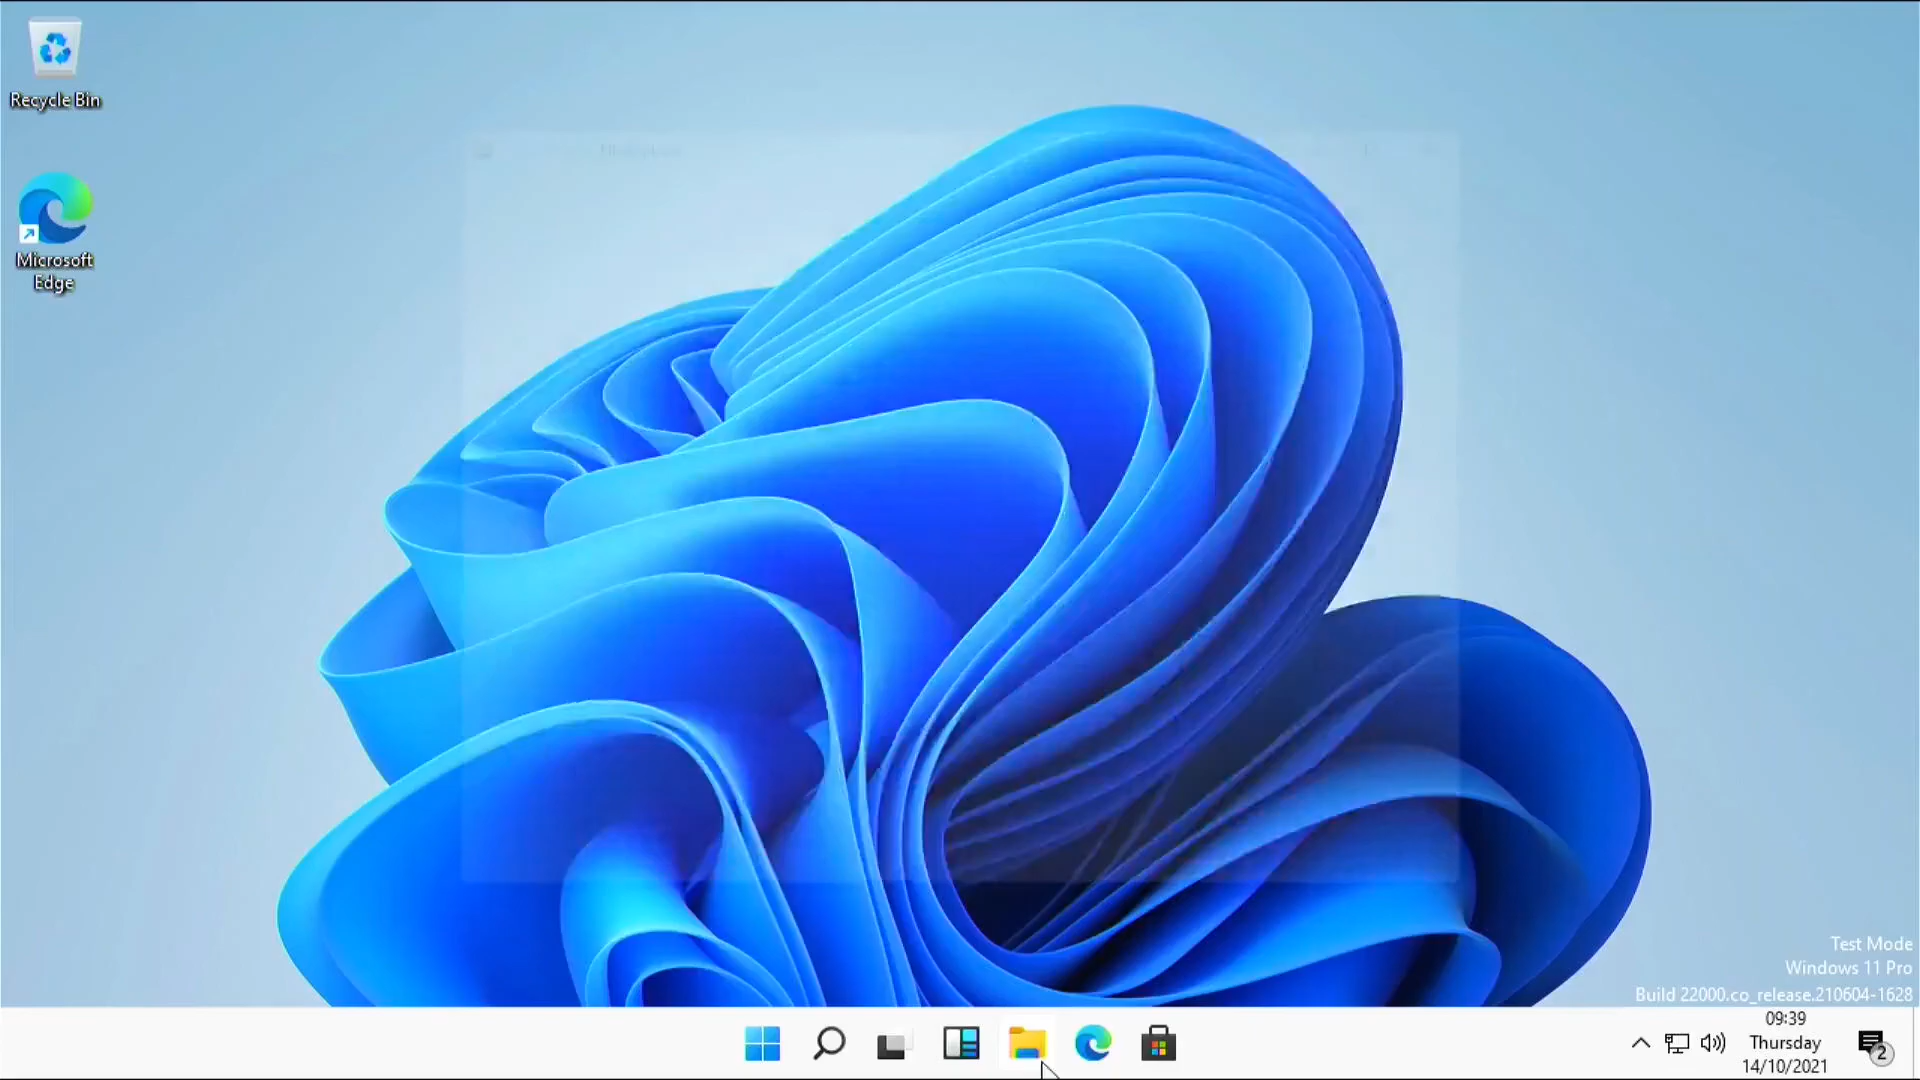 Recycle Bin
Microsoft
Edge
Test Mode
Windows 11 Pro
Build 22000.co_release.210604-1628
09:39
Thursday
14/10/2021
2